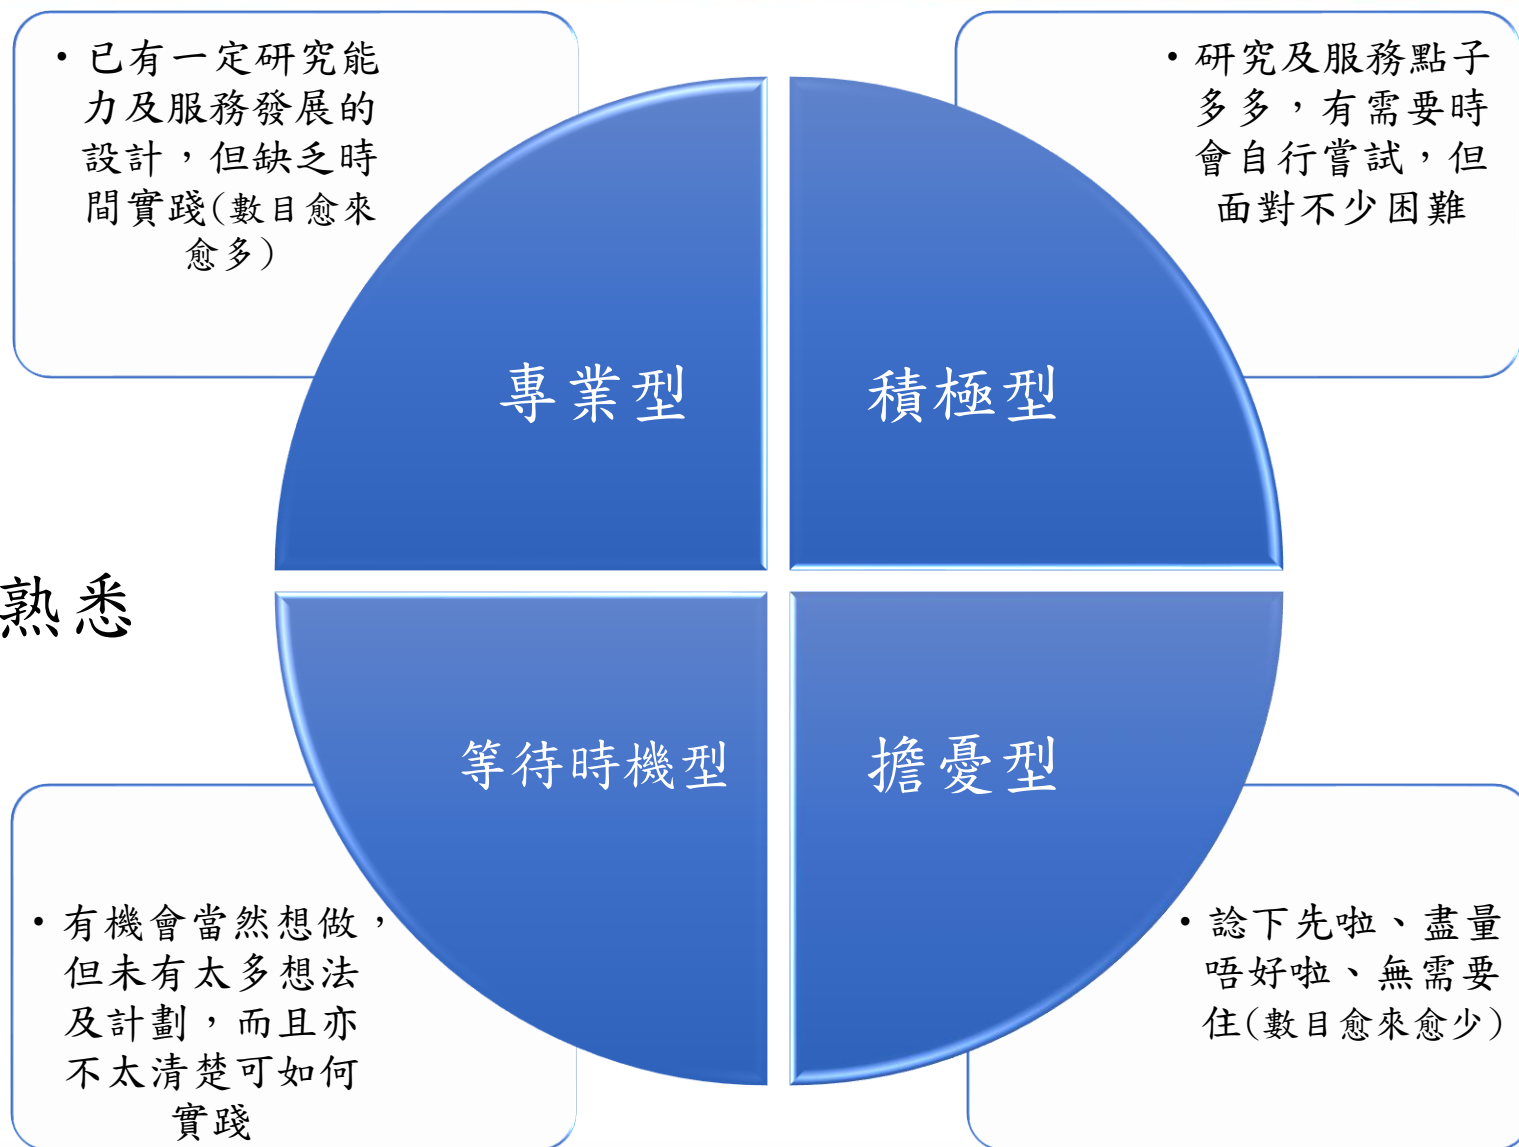 • 已有一定研究能
力及服務發展的
設計，但缺乏時
間實踐(數目愈來
愈多)
• 研究及服務點子
多多，有需要時
會自行嘗試，但
面對不少困難
專業型
積極型
熟悉
等待時機型
擔憂型
• 有機會當然想做，
但未有太多想法
及計劃，而且亦
不太清楚可如何
實踐
• 諗下先啦、盡量
唔好啦、無需要
住(數目愈來愈少)